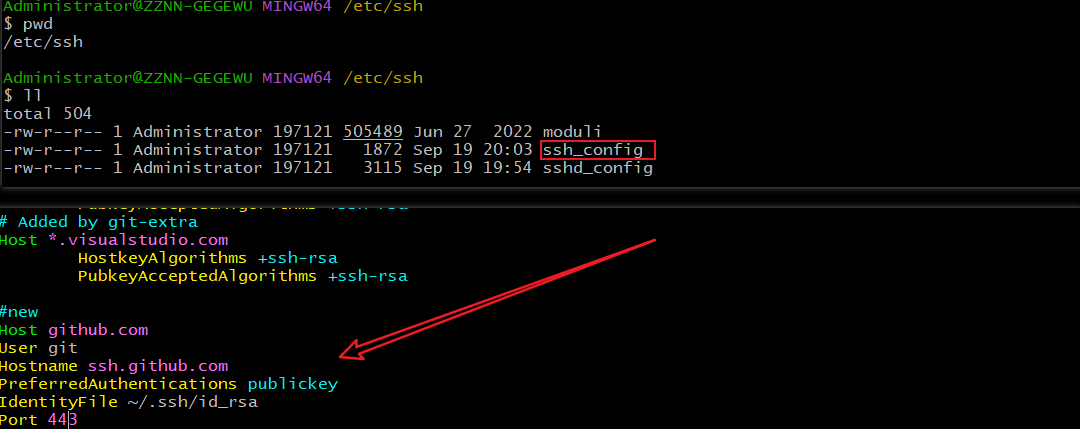 Administrator@ZZNN-GEGEWU MINGW64 /etc/ssh
$ pwd
/etc/ssh
Administrator@ZZNN-GEGEWU MINGW64 /etc/ssh
$ ll
total 504
-rw-r--r-- 1 Administrator 197121 505489 Jun 27  2022 moduli
-rw-r--r-- 1 Administrator 197121   1872 Sep 19 20:03 ssh_config
-rw-r--r-- 1 Administrator 197121   3115 Sep 19 19:54 sshd_config
PubkeyAcceptedAlgorithms +ssh-rsa
# Added by git-extra
Host *.visualstudio.com
        HostkeyAlgorithms +ssh-rsa
        PubkeyAcceptedAlgorithms +ssh-rsa
#new
Host github.com
User git
Hostname ssh.github.com
PreferredAuthentications publickey
IdentityFile ~/.ssh/id_rsa
Port 443